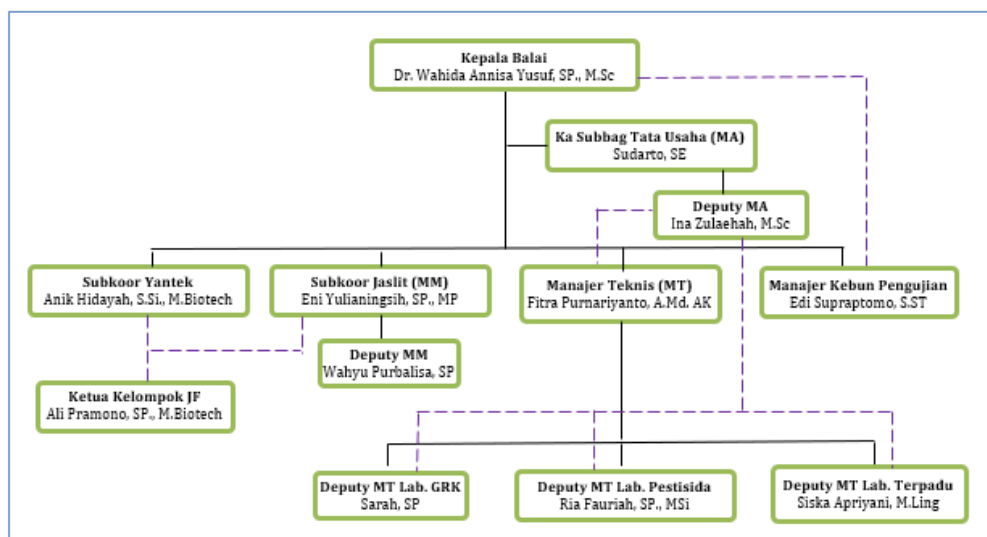 Kepala Balai
Dr. Wahida Annisa Yusuf, SP., M.Sc
Ka Subbag Tata Usaha (MA)
Sudarto, SE
Deputy MA
Ina Zulaehah, M.Sc
Subkoor Yantek
Anik Hidayah, S.Si, M.Biotech
Subkoor Jaslit (MM)
Eni Yulianingsih, SP., MP
Manajer Teknis (MT)
Fitra Purnariyanto, A.Md. AK
Manajer Kebun Pengujian
Edi Supraptomo, S.ST
Deputy MM
Wahyu Purbalisa, SP
Ketua Kelompok JF
Ali Pramono, SP., M.Biotech
Deputy MT Lab. GRK
Sarah, SP
Deputy MT Lab. Pestisida
Ria Fauriah, SP., MSi
Deputy MT Lab. Terpadu
Siska Apriyani, M.Ling